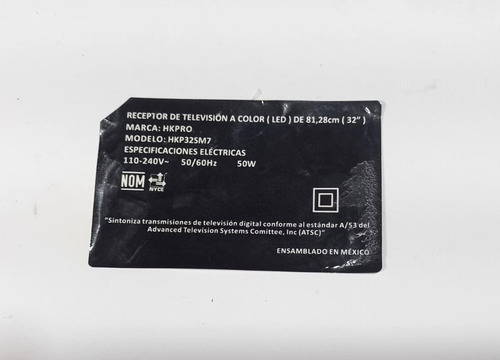 RECEPTOR DE TELEVISIÓN A COLOR ( LED ) DE 81,28cm ( 32" )
MARCA: HKPRO
MODELO: HKP32SM7
ESPECIFICACIONES ELÉCTRICAS
110-240V~ 50/60Hz 50W
NOM NYCE
"Sintoniza transmisiones de televisión digital conforme al estándar A/53 del
Advanced Television Systems Comittee, Inc (ATSC)"
ENSAMBLADO EN MÉXICO